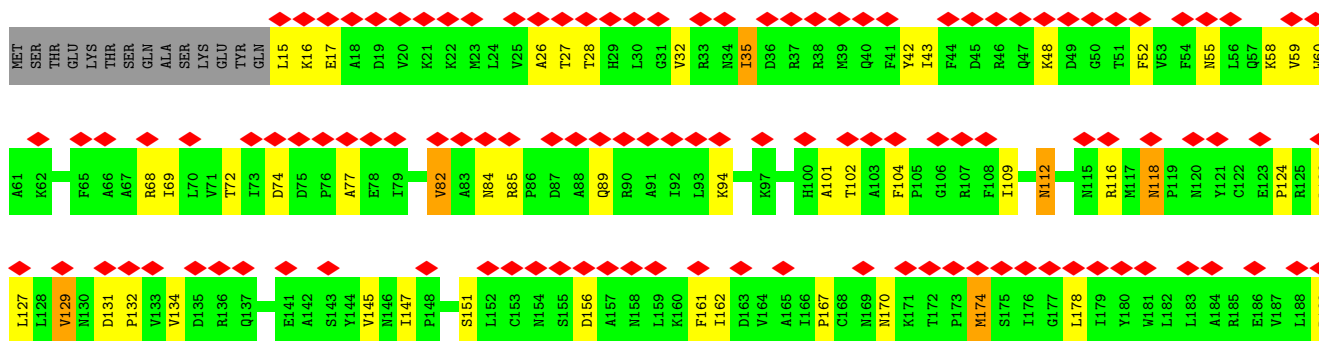 MET SER THR GLU LYS THR SER GLN ALA SER LYS GLU TYR GLN L15 K16 E17 A18 D19 V20 K21 K22 M23 L24 V25 A26 T27 T28 H29 L30 G31 V32 R33 N34 I35 D36 R37 R38 M39 Q40 F41 Y42 I43 F44 D45 R46 Q47 K48 D49 G50 T51 F52 V53 F54 N55 L56 Q57 K58 V59 W60
A61 K62 F65 A66 A67 R68 I69 L70 V71 T72 I73 D74 D75 P76 A77 E78 I79 V82 A83 N84 R85 P86 D87 A88 Q89 R90 A91 I92 L93 K94 K97 H100 A101 T102 A103 F104 P105 G106 R107 F108 I109 N112 N115 R116 M117 N118 P119 N120 Y121 C122 E123 P124 R125
L127 L128 V129 N130 D131 P132 V133 V134 D135 R136 Q137 E141 A142 S143 Y144 V145 N146 I147 P148 S151 L152 C153 N154 S155 D156 A157 N158 L159 K160 F161 I162 D163 V164 A165 I166 P167 C168 N169 N170 K171 T172 P173 M174 S175 I176 G177 L178 I179 Y180 W181 L182 L183 A184 R185 E186 V187 L188